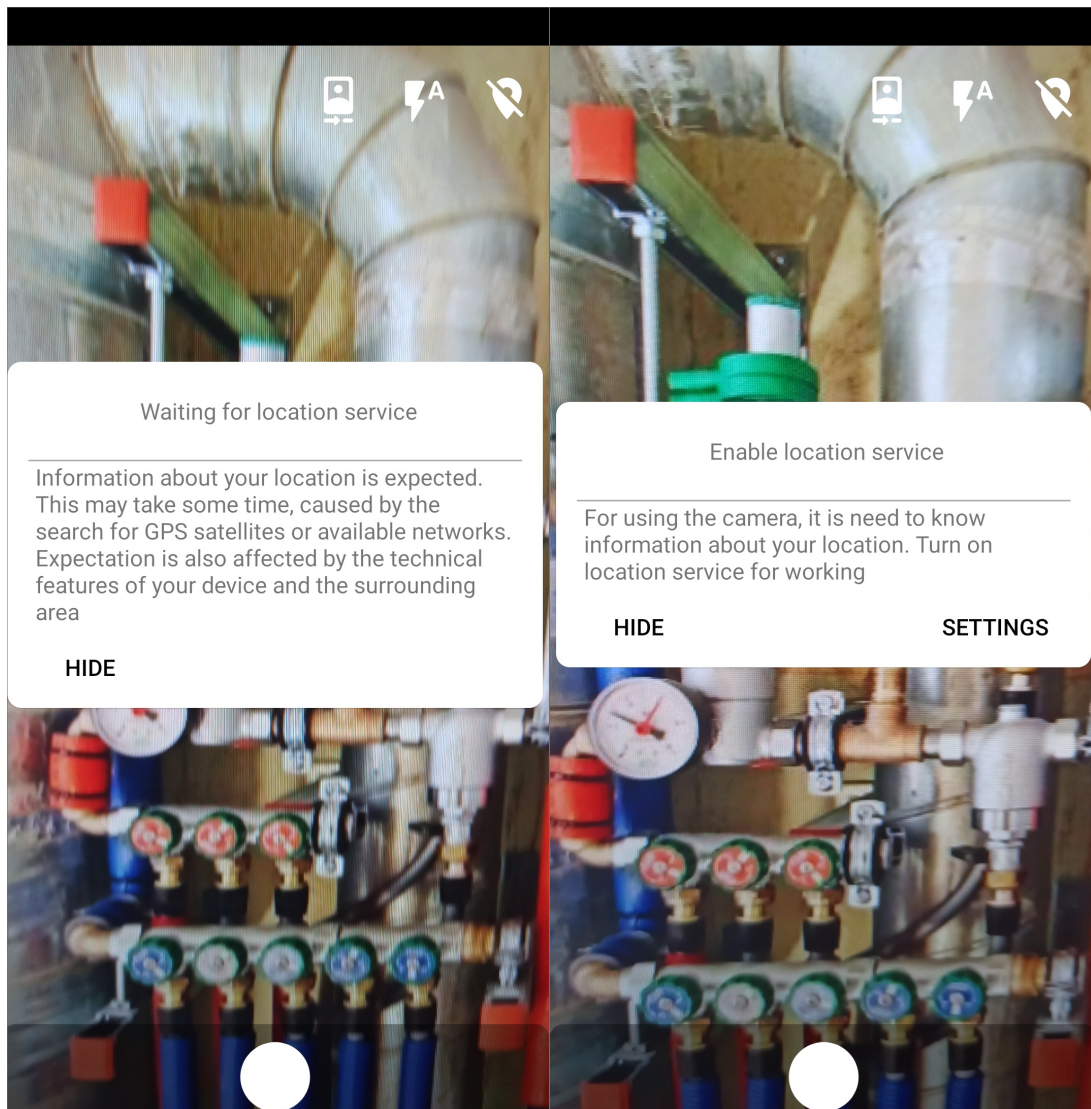 A
Waiting for location service
Information about your location is expected.
This may take some time, caused by the
search for GPS satellites or available networks.
Expectation is also affected by the technical
features of your device and the surrounding
area
HIDE
A
Enable location service
For using the camera, it is need to know
information about your location. Turn on
location service for working
HIDE SETTINGS